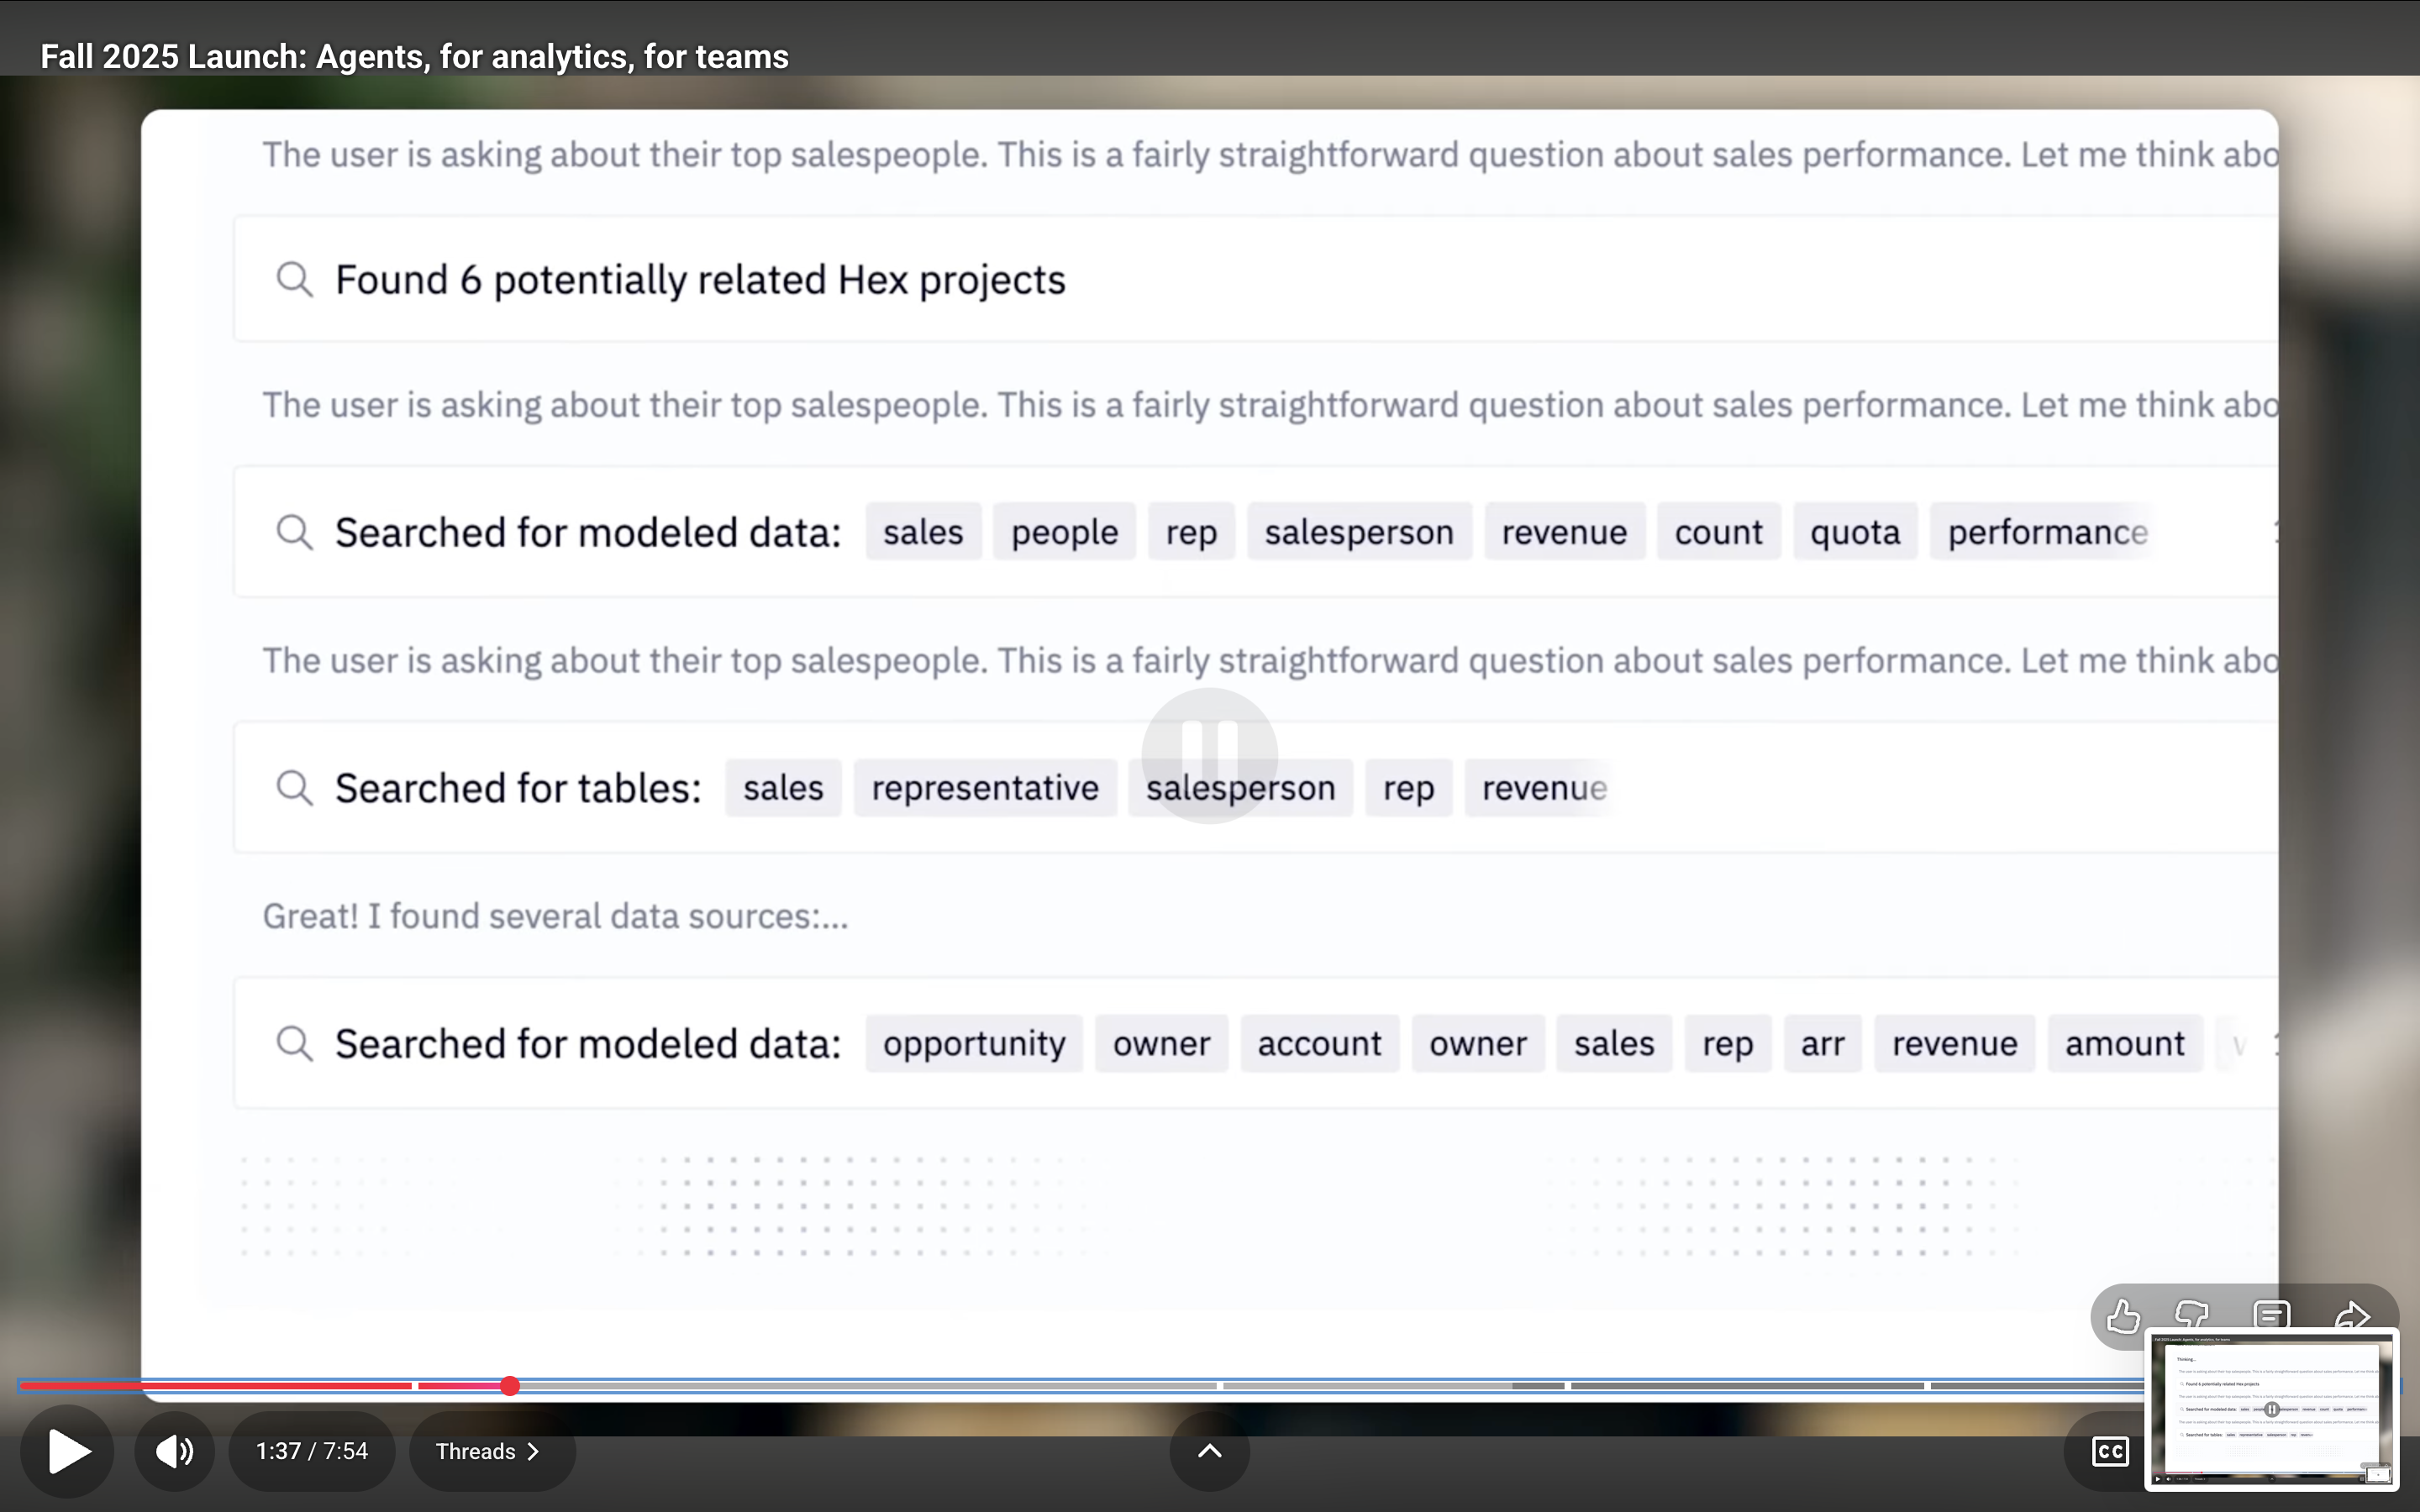 Fall 2025 Launch: Agents, for analytics, for teams
The user is asking about their top salespeople. This is a fairly straightforward question about sales performance. Let me think abo
Found 6 potentially related Hex projects
The user is asking about their top salespeople. This is a fairly straightforward question about sales performance. Let me think abo
Searched for modeled data: sales people rep salesperson revenue count quota performance
The user is asking about their top salespeople. This is a fairly straightforward question about sales performance. Let me think abo
Searched for tables: sales representative salesperson rep revenue
Great! I found several data sources:...
Searched for modeled data: opportunity owner account owner sales rep arr revenue amount
1:37 / 7:54 Threads
CC